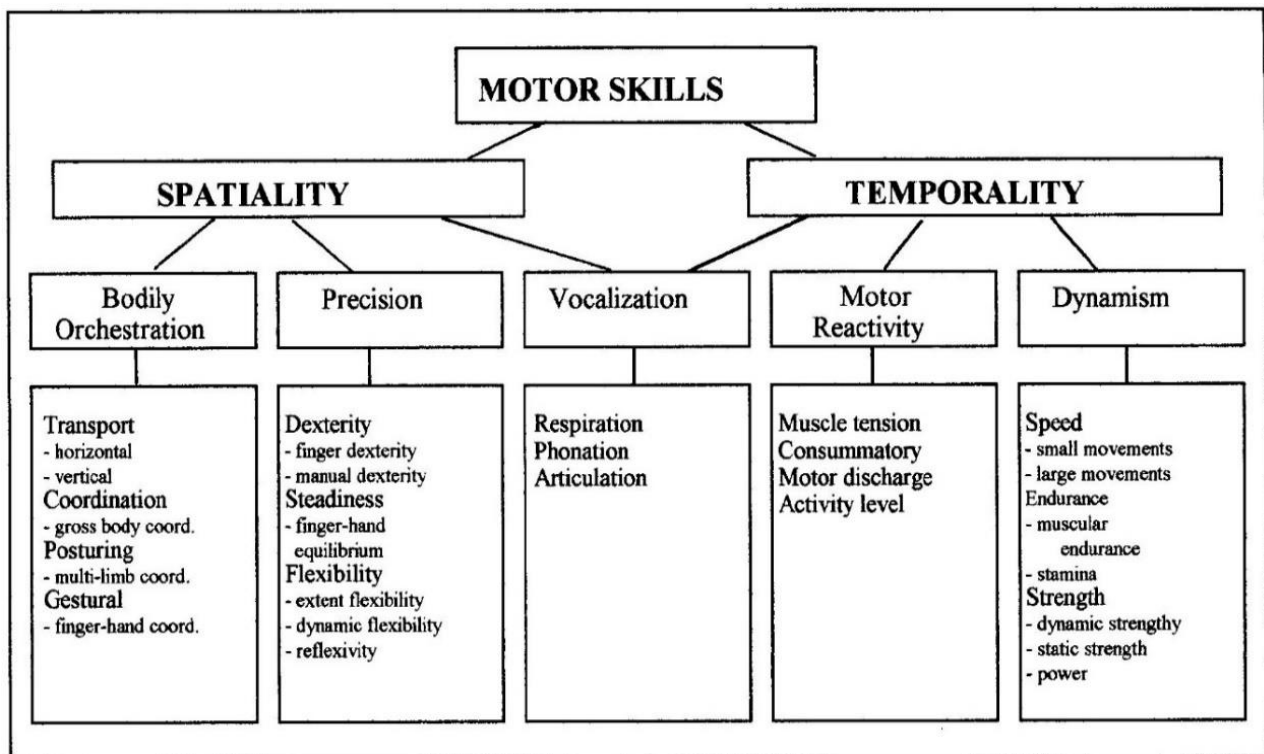 MOTOR SKILLS
SPATIALITY
TEMPORALITY
Bodily
Orchestration
Precision
Vocalization
Motor
Reactivity
Dynamism
Transport
- horizontal
- vertical
Coordination
- gross body coord.
Posturing
- multi-limb coord.
Gestural
- finger-hand coord.
Dexterity
- finger dexterity
- manual dexterity
Steadiness
- finger-hand
equilibrium
Flexibility
- extent flexibility
- dynamic flexibility
- reflexivity
Respiration
Phonation
Articulation
Muscle tension
Consummatory
Motor discharge
Activity level
Speed
- small movements
- large movements
Endurance
- muscular
endurance
- stamina
Strength
- dynamic strengthy
- static strength
- power